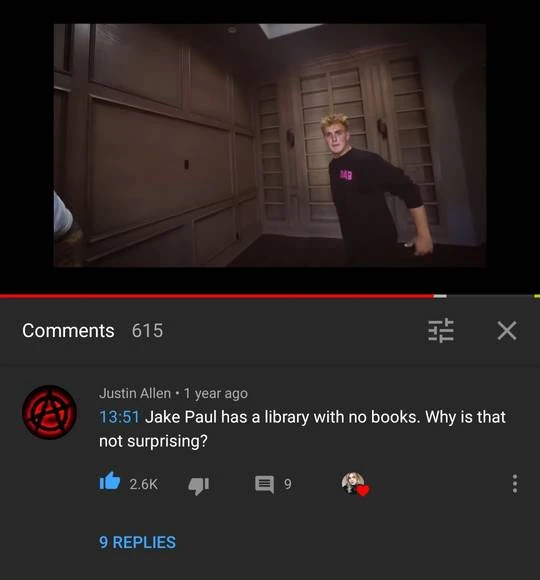 Comments 615
Justin Allen • 1 year ago
13:51 Jake Paul has a library with no books. Why is that
not surprising?
2.6K 9
9 REPLIES